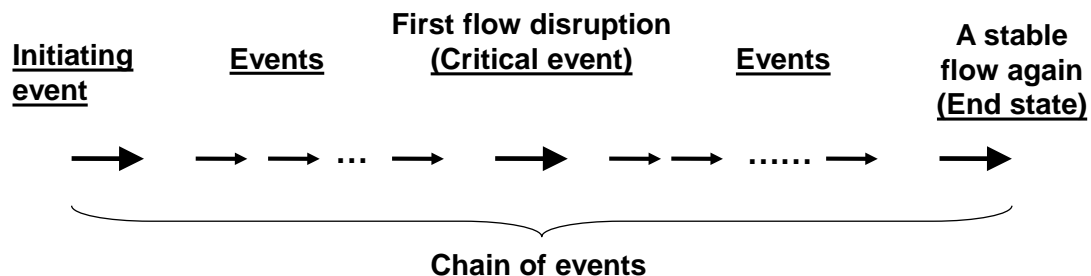 Initiating
event
Events
First flow disruption
(Critical event)
Events
A stable
flow again
(End state)
...
......
Chain of events